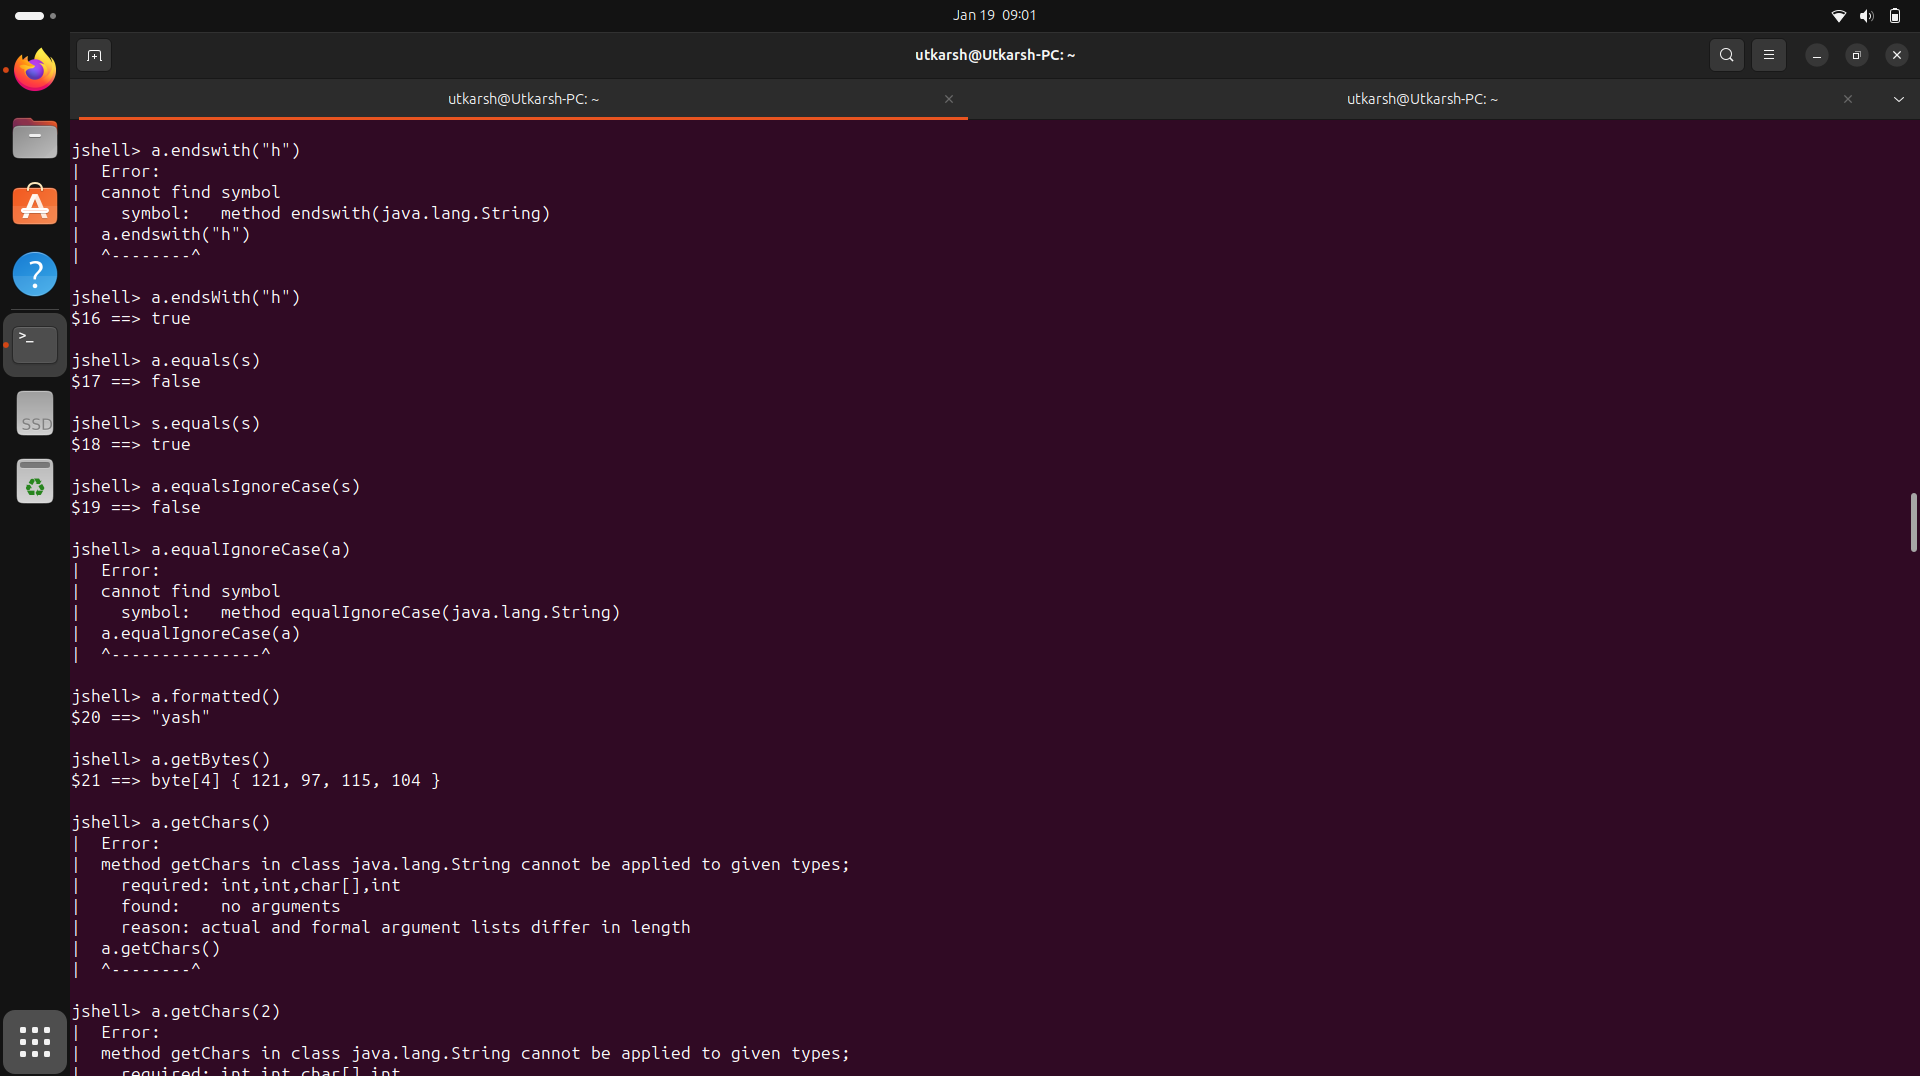 Jan 19 09:01
utkarsh@Utkarsh-PC: ~
utkarsh@Utkarsh-PC: ~
utkarsh@Utkarsh-PC: ~
jshell> a.endswith("h")
|  Error:
|  cannot find symbol
|    symbol:   method endswith(java.lang.String)
|  a.endswith("h")
|  ^--------^
jshell> a.endsWith("h")
$16 ==> true
jshell> a.equals(s)
$17 ==> false
jshell> s.equals(s)
$18 ==> true
jshell> a.equalsIgnoreCase(s)
$19 ==> false
jshell> a.equalIgnoreCase(a)
|  Error:
|  cannot find symbol
|    symbol:   method equalIgnoreCase(java.lang.String)
|  a.equalIgnoreCase(a)
|  ^---------------^
jshell> a.formatted()
$20 ==> "yash"
jshell> a.getBytes()
$21 ==> byte[4] { 121, 97, 115, 104 }
jshell> a.getChars()
|  Error:
|  method getChars in class java.lang.String cannot be applied to given types;
|    required: int,int,char[],int
|    found:    no arguments
|    reason: actual and formal argument lists differ in length
|  a.getChars()
|  ^--------^
jshell> a.getChars(2)
|  Error:
|  method getChars in class java.lang.String cannot be applied to given types;
|    required: int,int,char[],int
SSD